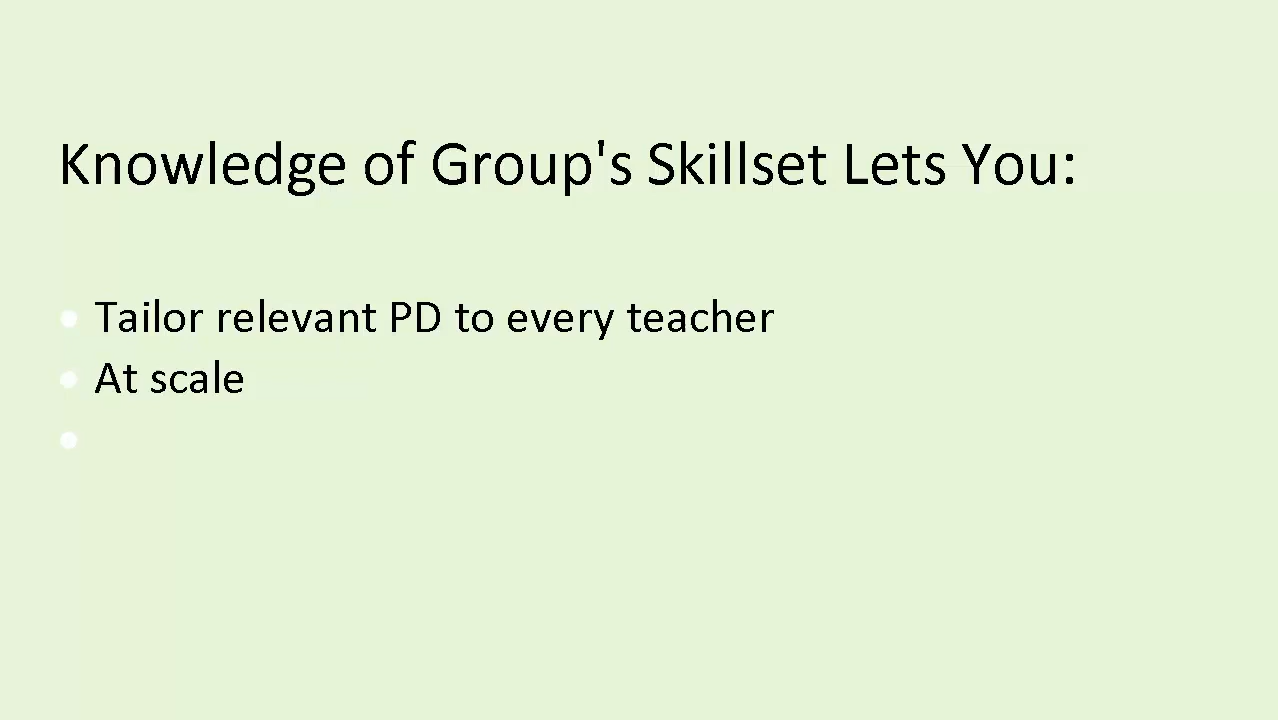 Knowledge of Group's Skillset Lets You:
• Tailor relevant PD to every teacher
• At scale
•